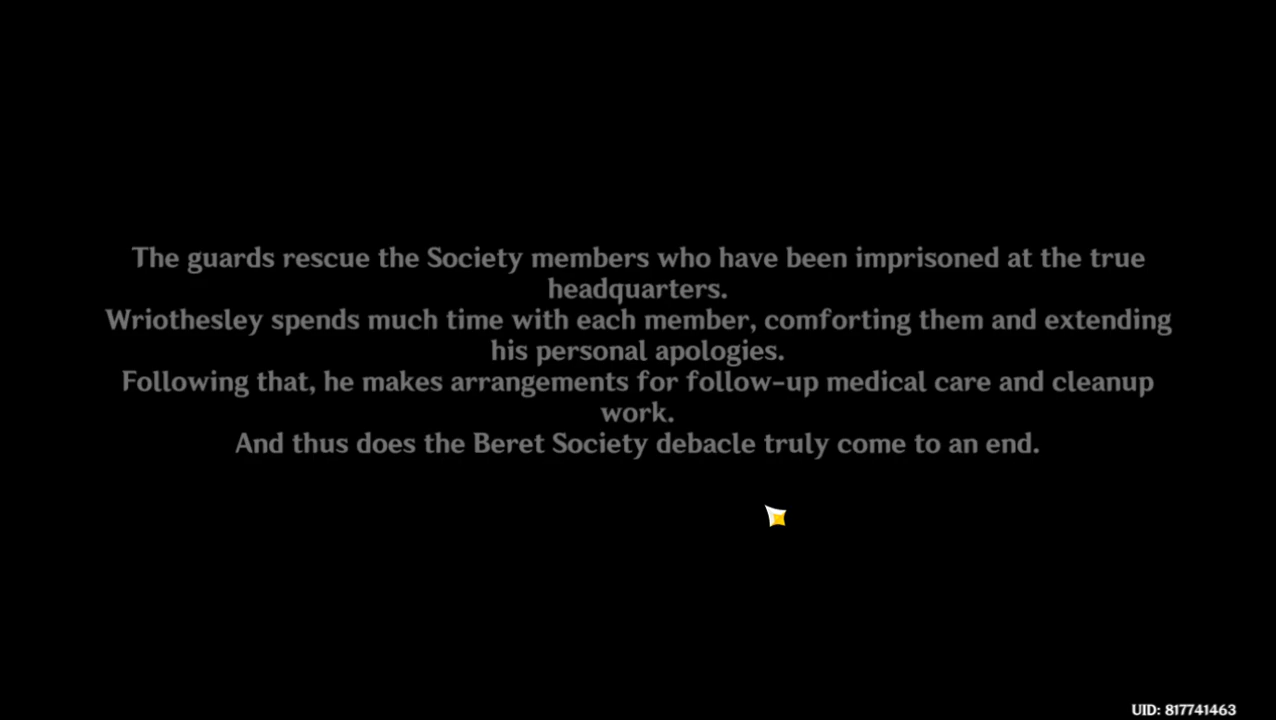 The guards rescue the Society members who have been imprisoned at the true
headquarters.
Wriothesley spends much time with each member, comforting them and extending
his personal apologies.
Following that, he makes arrangements for follow-up medical care and cleanup
work.
And thus does the Beret Society debacle truly come to an end.
UID: 817741463